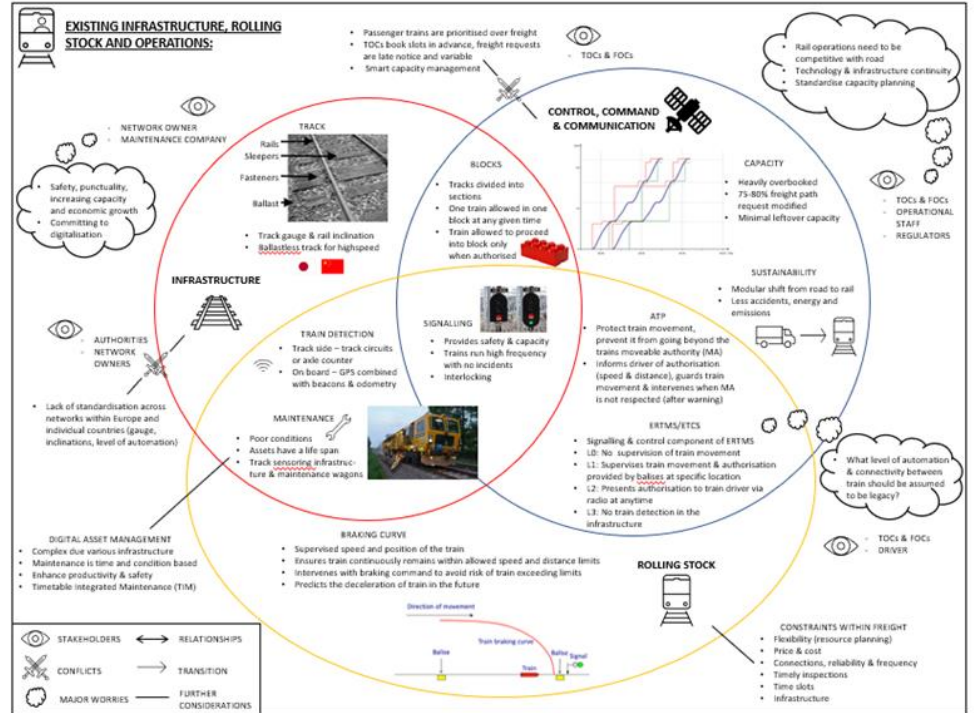 EXISTING INFRASTRUCTURE, ROLLING
STOCK AND OPERATIONS:
• Passenger trains are prioritised over freight
• TOCs book slots in advance, freight requests
are late notice and variable
• Smart capacity management
- TOCs & FOCs
• Rail operations need to be
competitive with road
• Technology & infrastructure continuity
• Standardise capacity planning
- NETWORK OWNER
- MAINTENANCE COMPANY
• Safety, punctuality,
increasing capacity
and economic growth
• Committing to
digitalisation
TRACK
Rails
Sleepers
Fasteners
Ballast
• Track gauge & rail inclination
• Ballastless track for highspeed
INFRASTRUCTURE
CONTROL, COMMAND
& COMMUNICATION
BLOCKS
• Tracks divided into
sections
• One train allowed in one
block at any given time
• Train allowed to proceed
into block only
when authorised
CAPACITY
• Heavily overbooked
• 75-80% freight path
request modified
• Minimal leftover capacity
- TOCs & FOCs
- OPERATIONAL
STAFF
- REGULATORS
SUSTAINABILITY
• Modular shift from road to rail
• Less accidents, energy and
emissions
- AUTHORITIES
- NETWORK
OWNERS
• Lack of standardisation across
networks within Europe and
individual countries (gauge,
inclinations, level of automation)
TRAIN DETECTION
• Track side – track circuits
or axle counter
• On board – GPS combined
with beacons & odometry
SIGNALLING
• Provides safety & capacity
• Trains run high frequency
with no incidents
• Interlocking
ATP
• Protect train movement,
prevent it from going beyond the
trains moveable authority (MA)
• Informs driver of authorisation
(speed & distance), guards train
movement & intervenes when MA
is not respected (after warning)
MAINTENANCE
• Poor conditions
• Assets have a life span
• Track sensoring infrastruc-
ture & maintenance wagons
ERTMS/ETCS
• Signalling & control component of ERTMS
• L0: No supervision of train movement
• L1: Supervises train movement & authorisation
provided by balises at specific location
• L2: Presents authorisation to train driver via
radio at anytime
• L3: No train detection in the
infrastructure
• What level of automation
& connectivity between
train should be assumed
to be legacy?
- TOCs & FOCs
- DRIVER
DIGITAL ASSET MANAGEMENT
• Complex due various infrastructure
• Maintenance is time and condition based
• Enhance productivity & safety
• Timetable Integrated Maintenance (TIM)
BRAKING CURVE
• Supervised speed and position of the train
• Ensures train continuously remains within allowed speed and distance limits
• Intervenes with braking command to avoid risk of train exceeding limits
• Predicts the deceleration of train in the future
Direction of movement
Train braking curve
Balise
Train
Balise
Signal
ROLLING STOCK
CONSTRAINTS WITHIN FREIGHT
• Flexibility (resource planning)
• Price & cost
• Connections, reliability & frequency
• Timely inspections
• Time slots
• Infrastructure
STAKEHOLDERS
RELATIONSHIPS
CONFLICTS
TRANSITION
MAJOR WORRIES
FURTHER
CONSIDERATIONS